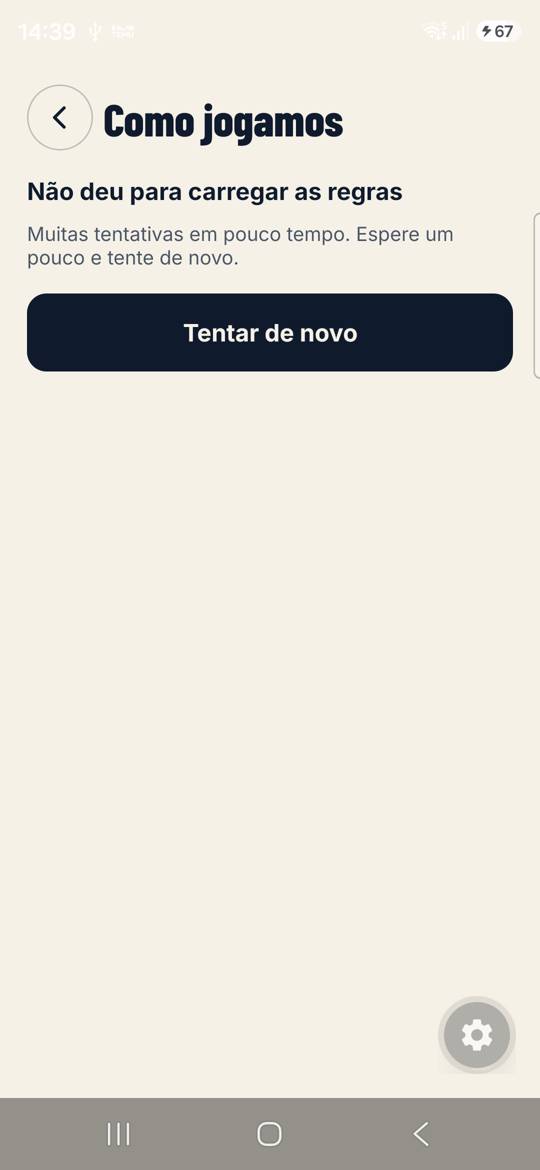 14:39
67
Como jogamos
Não deu para carregar as regras
Muitas tentativas em pouco tempo. Espere um
pouco e tente de novo.
Tentar de novo